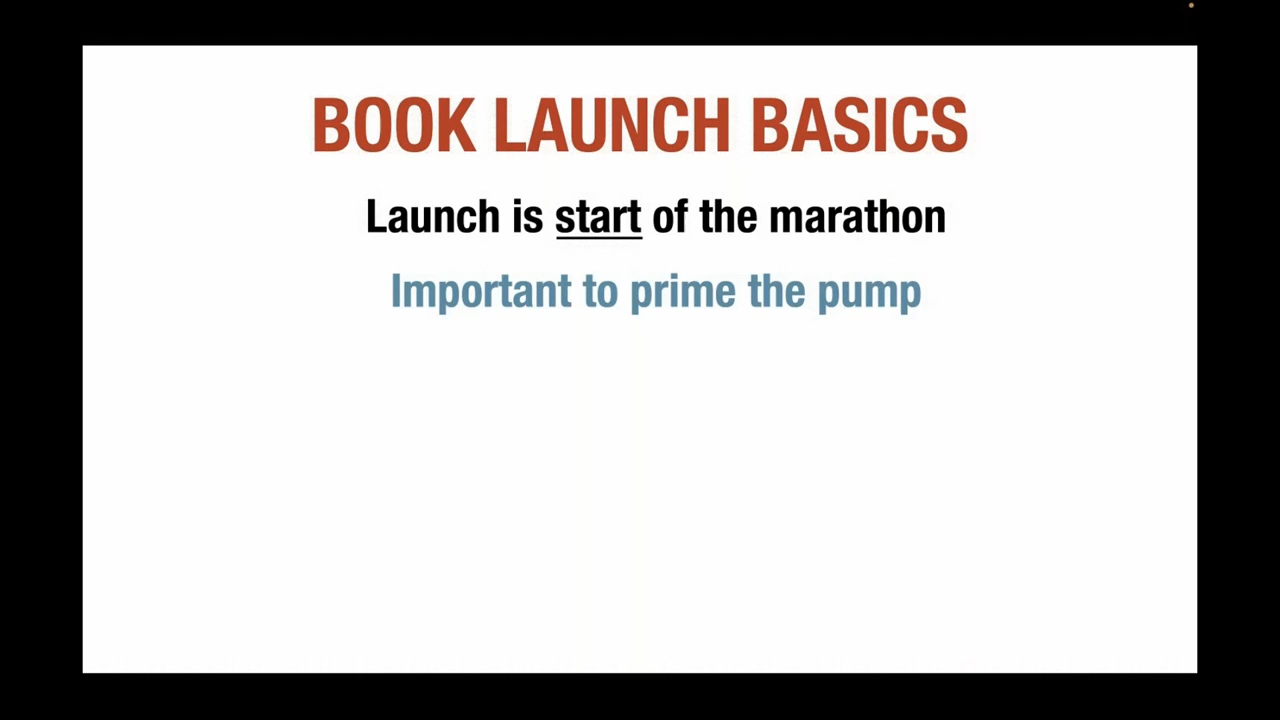 BOOK LAUNCH BASICS
Launch is start of the marathon
Important to prime the pump